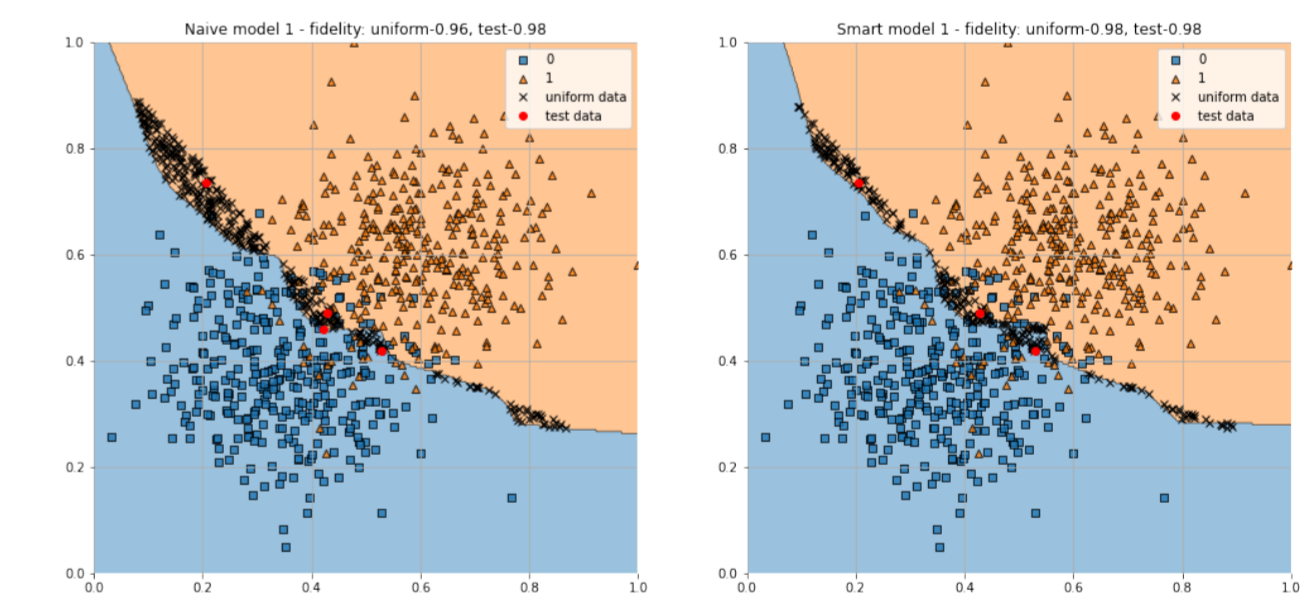 Naive model 1 - fidelity: uniform-0.96, test-0.98
1.0
0.8
0.6
0.4
0.2
0.0
0.0 0.2 0.4 0.6 0.8 1.0
0
1
uniform data
test data
Smart model 1 - fidelity: uniform-0.98, test-0.98
1.0
0.8
0.6
0.4
0.2
0.0
0.0 0.2 0.4 0.6 0.8 1.0
0
1
uniform data
test data